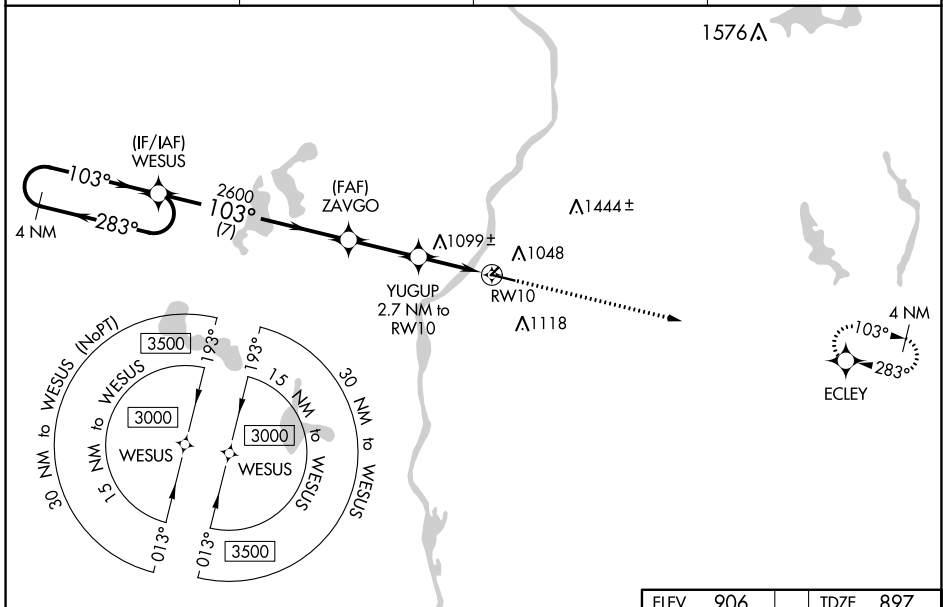 1576
(IF/IAF)
WESUS
103°
283°
4 NM
2600
103°
(7)
(FAF)
ZAVGO
1444±
1099±
1048
YUGUP
2.7 NM to
RW10
RW10
1118
4 NM
103°
283°
ECLEY
30 NM to WESUS (NoPT)
15 NM to WESUS
3500
193°
3000
WESUS
013°
193°
15 NM to WESUS
30 NM to WESUS
3000
WESUS
013°
3500
ELEV 906 TDZE 897